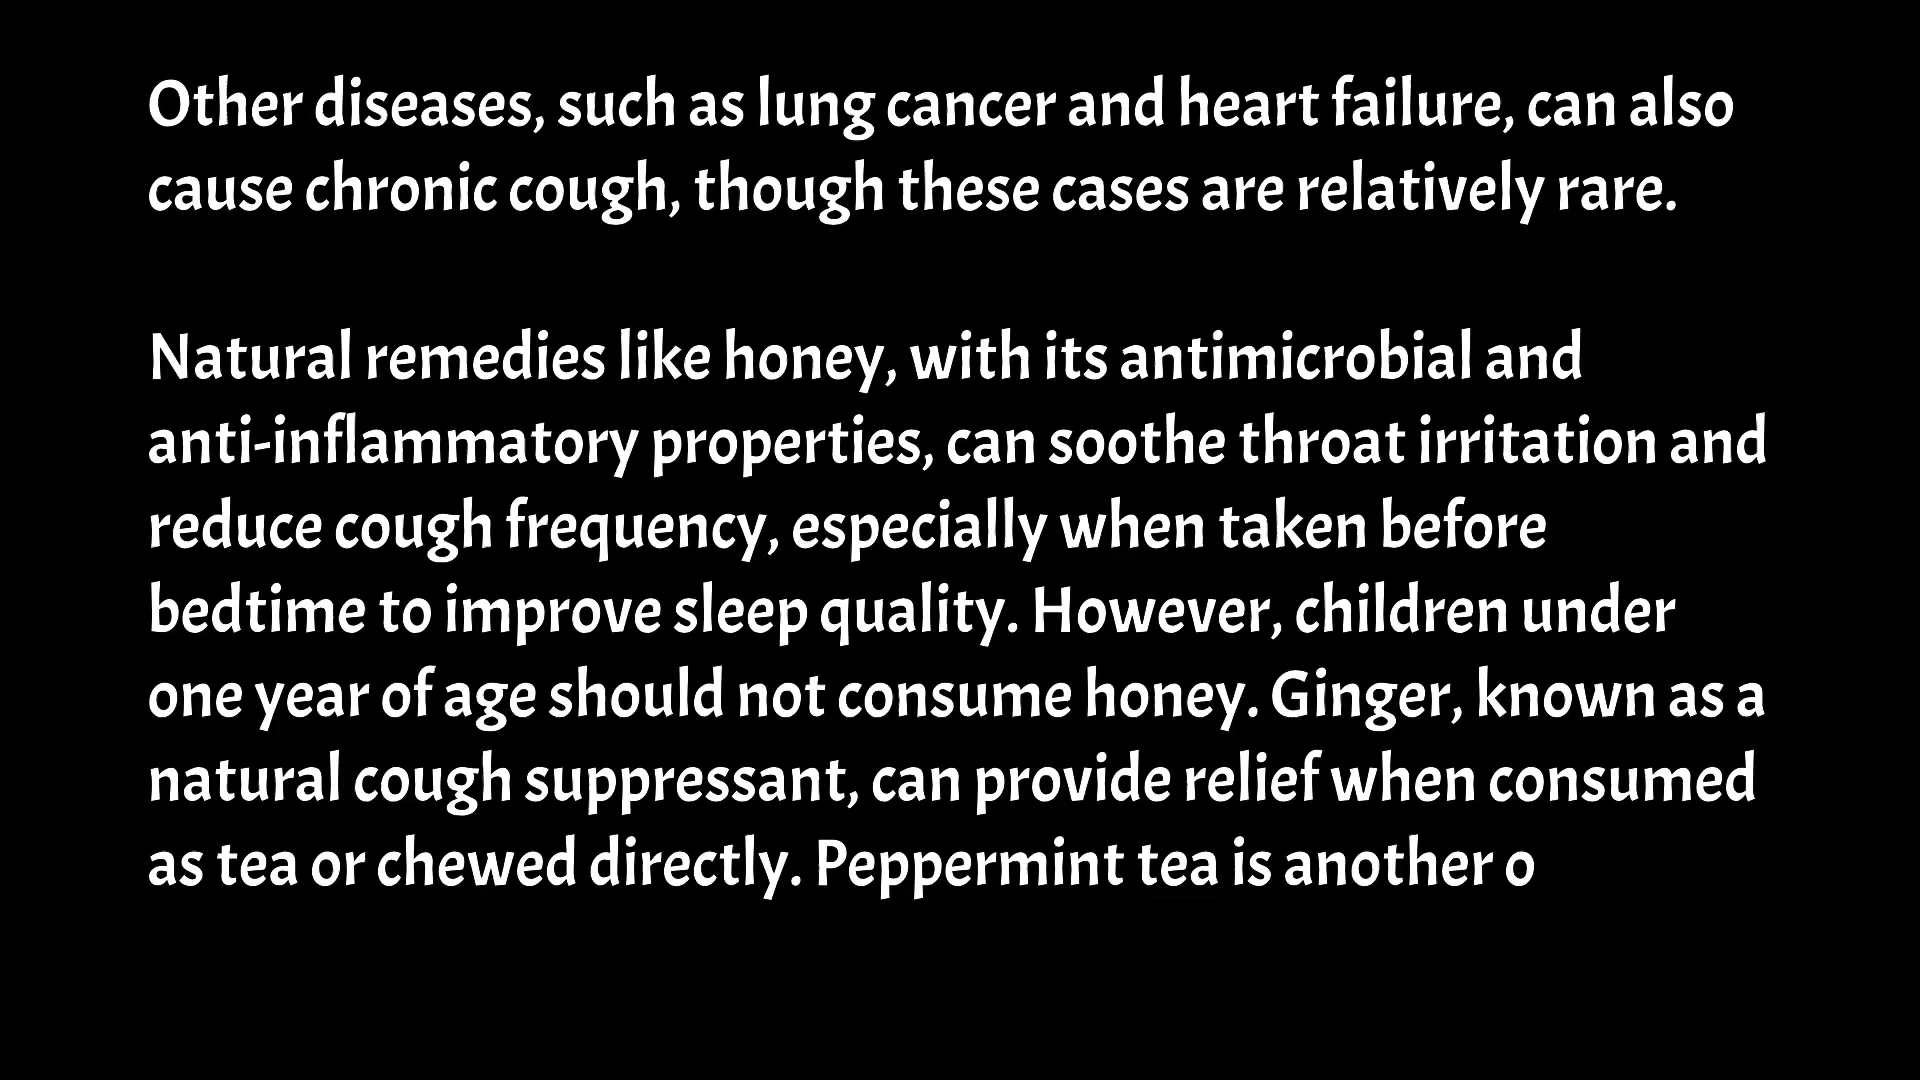 Other diseases, such as lung cancer and heart failure, can also
cause chronic cough, though these cases are relatively rare.
Natural remedies like honey, with its antimicrobial and
anti-inflammatory properties, can soothe throat irritation and
reduce cough frequency, especially when taken before
bedtime to improve sleep quality. However, children under
one year of age should not consume honey. Ginger, known as a
natural cough suppressant, can provide relief when consumed
as tea or chewed directly. Peppermint tea is another o